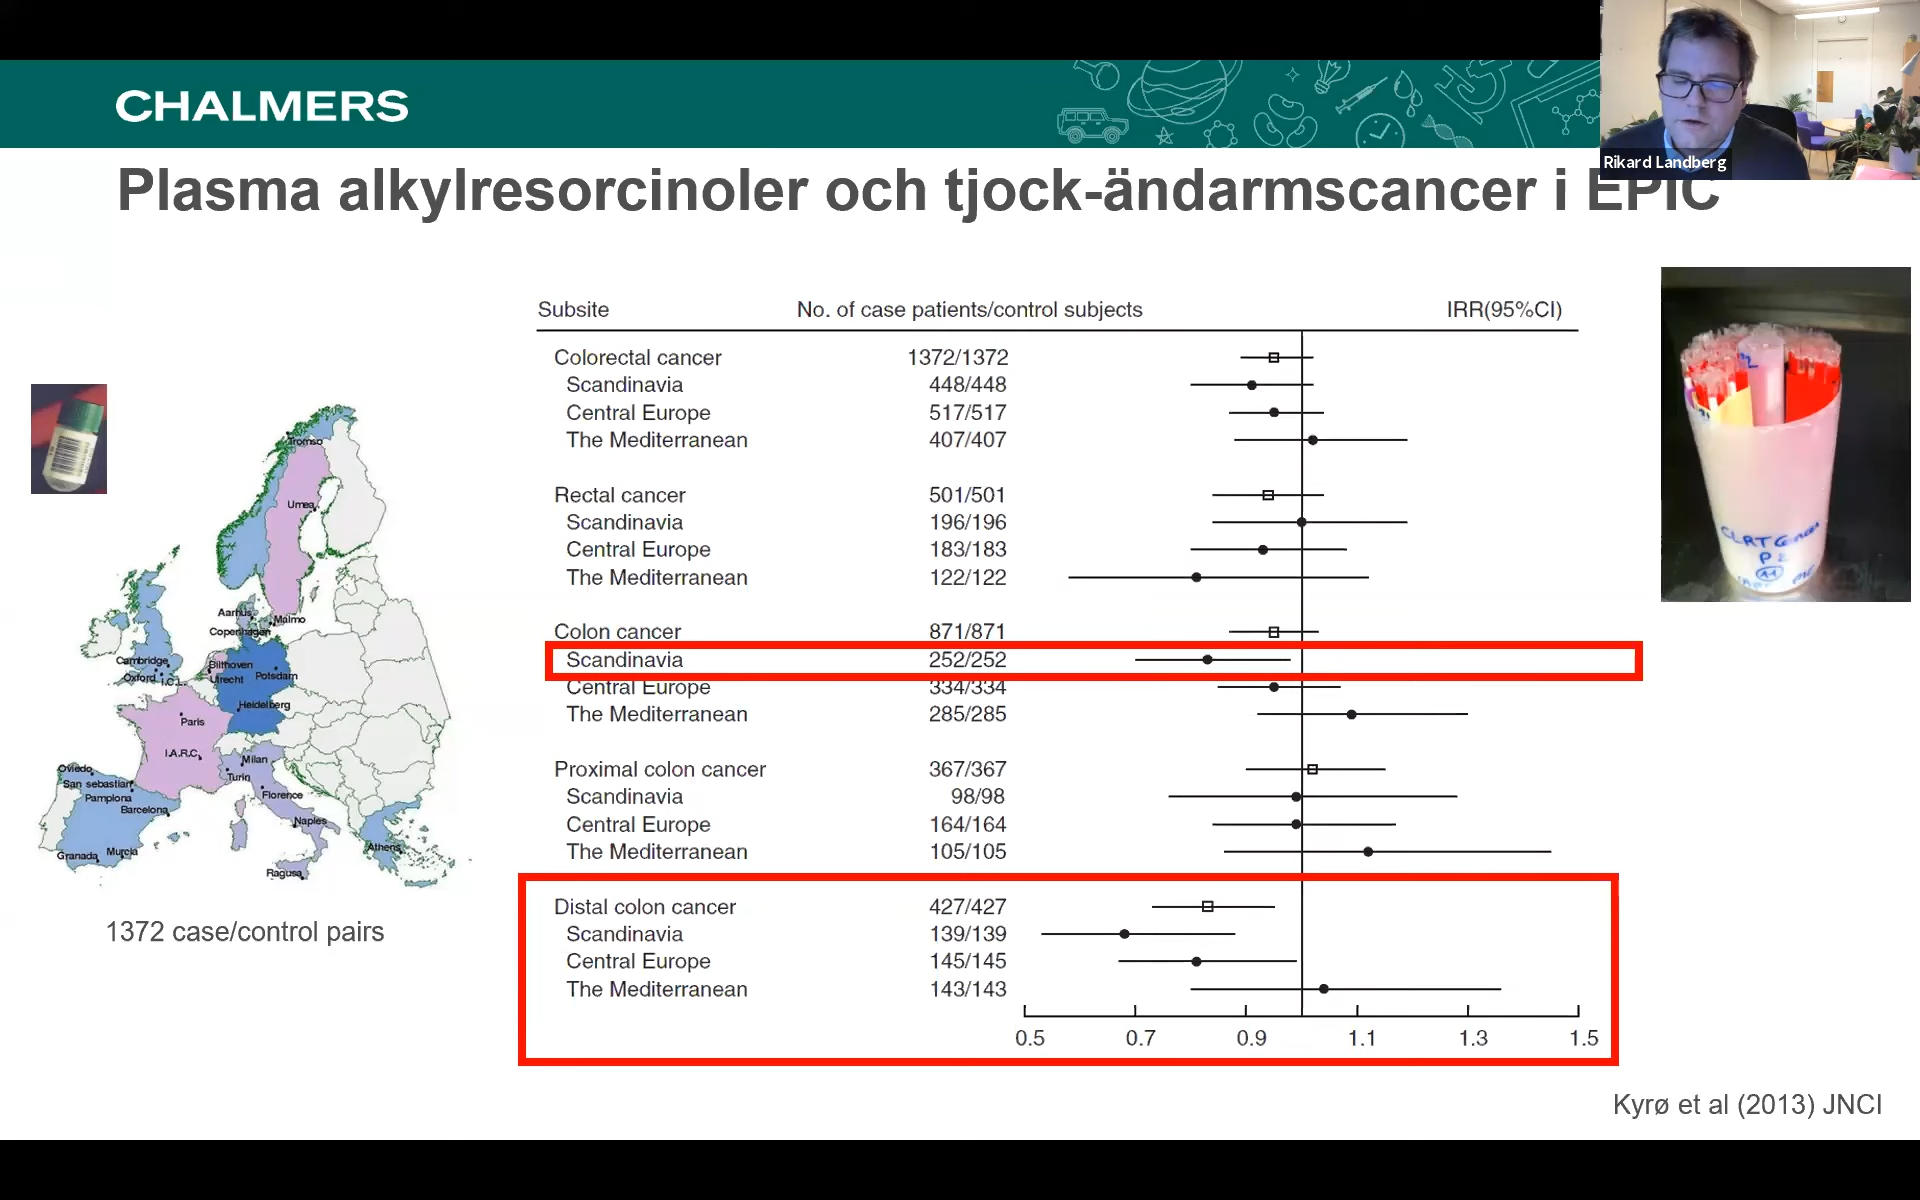 CHALMERS
Rikard Landberg
Plasma alkylresorcinoler och tjock-ändarmscancer i EPIC
Subsite No. of case patients/control subjects IRR(95%CI)
Colorectal cancer 1372/1372
Scandinavia 448/448
Central Europe 517/517
The Mediterranean 407/407
Rectal cancer 501/501
Scandinavia 196/196
Central Europe 183/183
The Mediterranean 122/122
Colon cancer 871/871
Scandinavia 252/252
Central Europe 334/334
The Mediterranean 285/285
Proximal colon cancer 367/367
Scandinavia 98/98
Central Europe 164/164
The Mediterranean 105/105
Distal colon cancer 427/427
Scandinavia 139/139
Central Europe 145/145
The Mediterranean 143/143
0.5 0.7 0.9 1.1 1.3 1.5
Tromso
Umea
Aarhus
Malmo
Copenhagen
Cambridge
Bilthoven
Oxford
I.C.L.
Utrecht
Potsdam
Heidelberg
Paris
I.A.R.C.
Milan
Turin
Oviedo
San sebastian
Pamplona
Barcelona
Florence
Naples
Athens
Granada
Murcia
Ragusa
1372 case/control pairs
P2
Kyrø et al (2013) JNCI